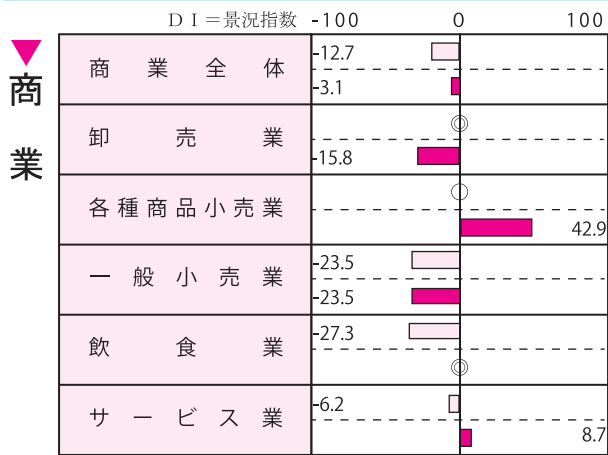 ＤＩ＝景況指数 -100 0 100
▼商業
商業全体
-12.7
-3.1
卸売業
◎
-15.8
各種商品小売業
○
42.9
一般小売業
-23.5
-23.5
飲食業
-27.3
◎
サービス業
-6.2
8.7